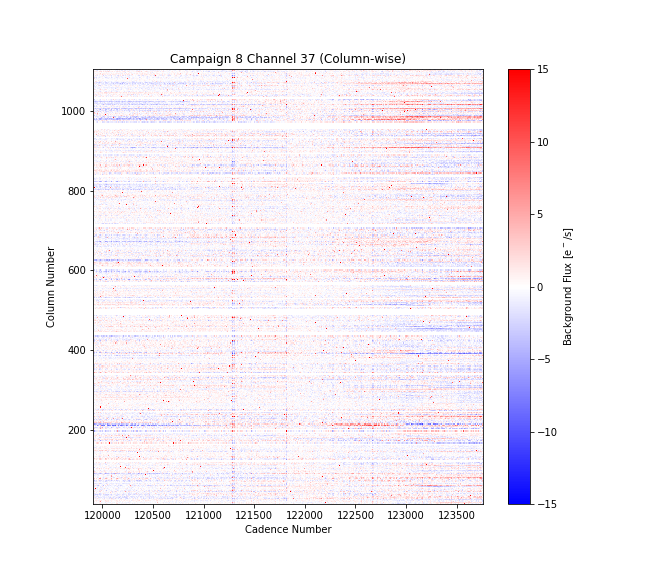 Campaign 8 Channel 37 (Column-wise)
1000
800
600
400
200
Column Number
120000 120500 121000 121500 122000 122500 123000 123500
Cadence Number
15
10
5
0
−5
−10
−15
Background Flux [e⁻/s]